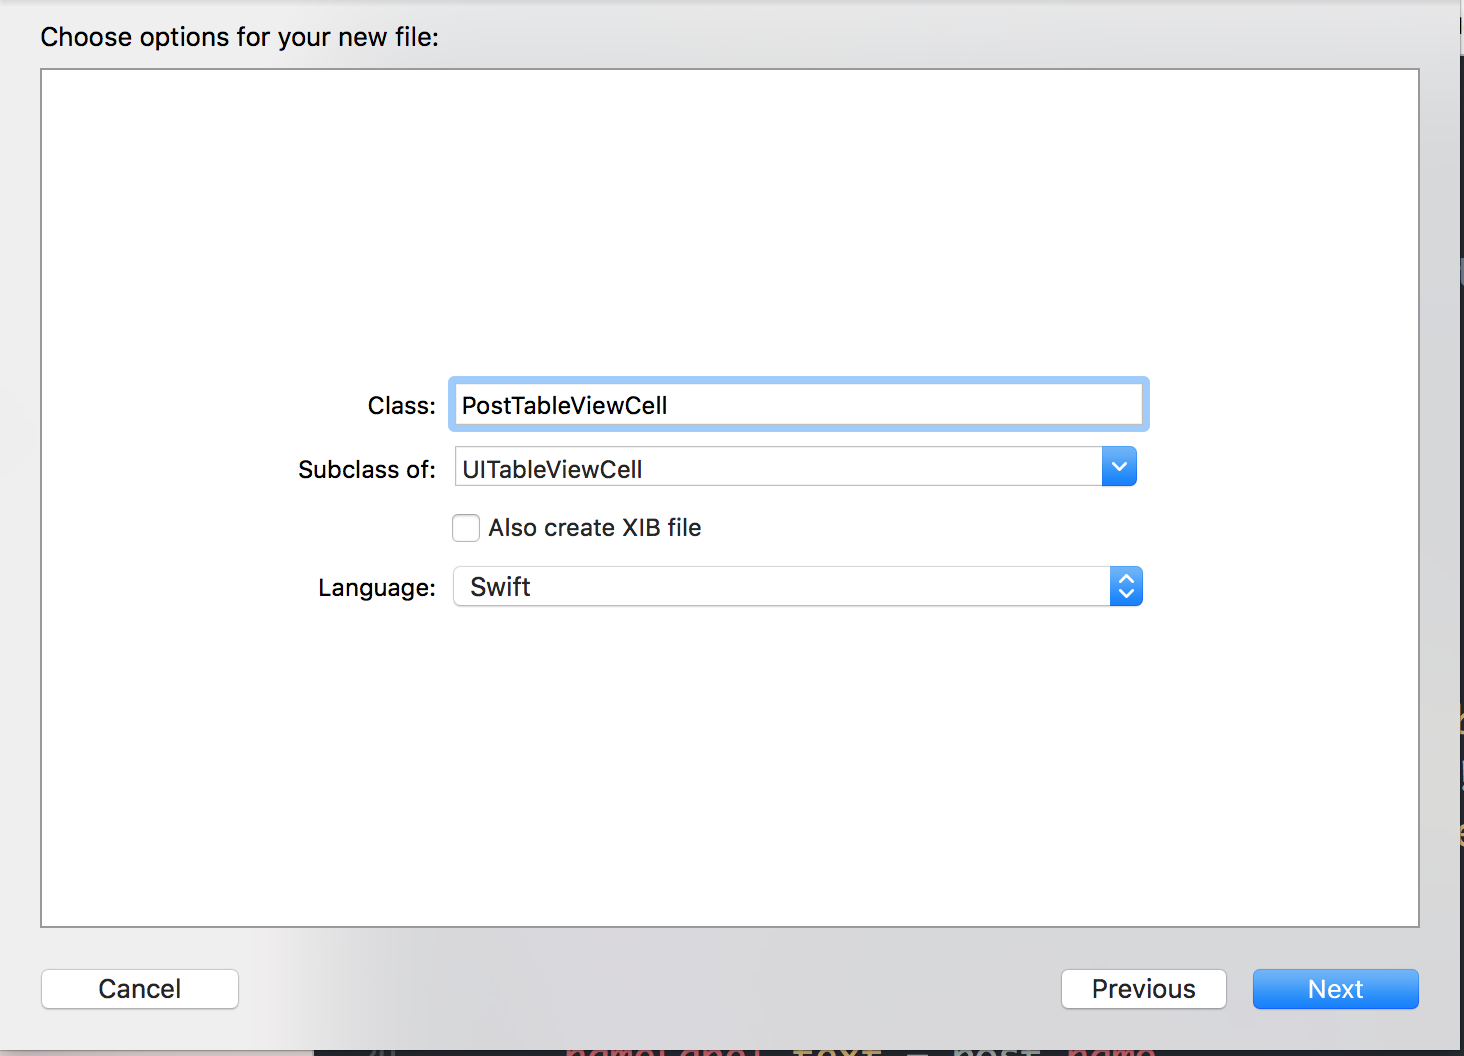 Choose options for your new file:
Class: PostTableViewCell
Subclass of: UITableViewCell
Also create XIB file
Language: Swift
Cancel Previous Next